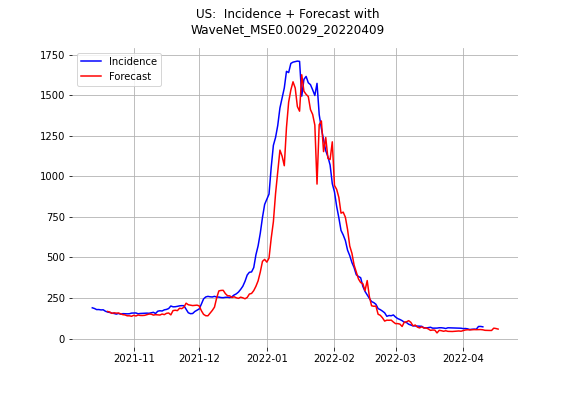 US:  Incidence + Forecast with
WaveNet_MSE0.0029_20220409
Incidence
Forecast
1750
1500
1250
1000
750
500
250
0
2021-11 2021-12 2022-01 2022-02 2022-03 2022-04